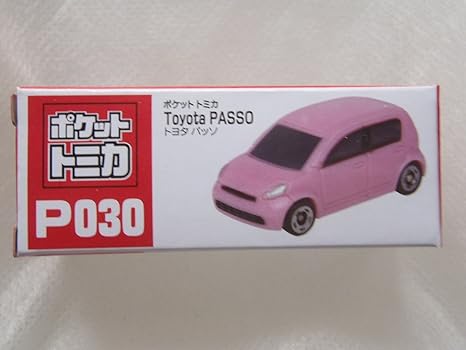 ポケット
トミカ
P030
ポケットトミカ
Toyota PASSO
トヨタ パッソ